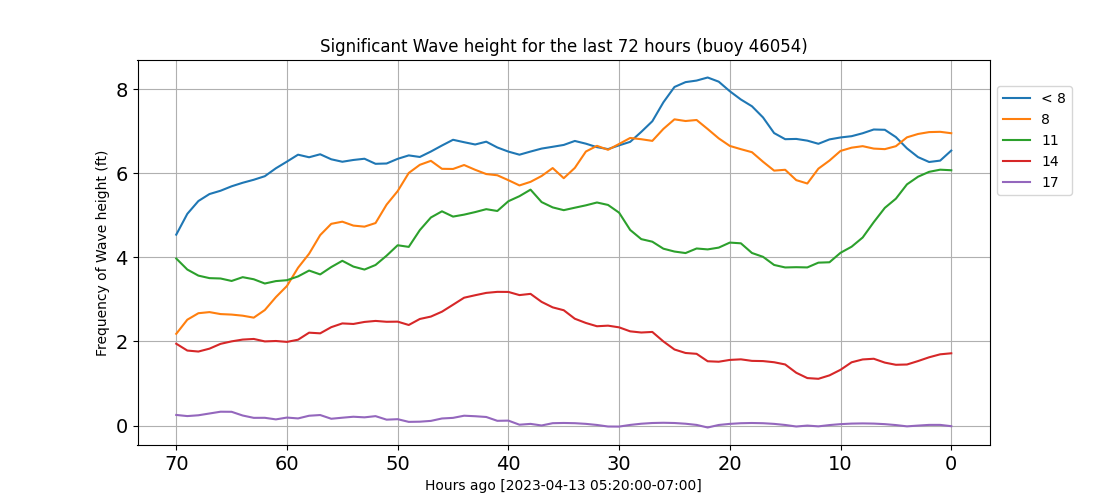 Significant Wave height for the last 72 hours (buoy 46054)
Frequency of Wave height (ft)
8
6
4
2
0
70 60 50 40 30 20 10 0
Hours ago [2023-04-13 05:20:00-07:00]
< 8
8
11
14
17